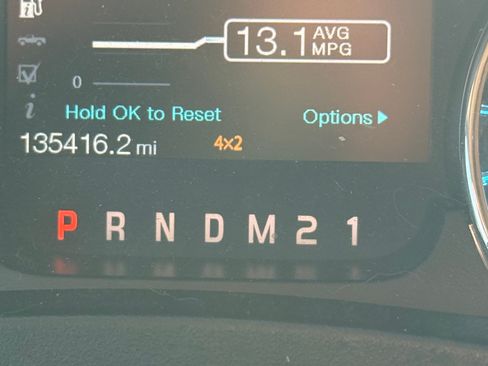 13.1 AVG MPG
0
i
Hold OK to Reset Options
135416.2 mi 4x2
P R N D M 2 1